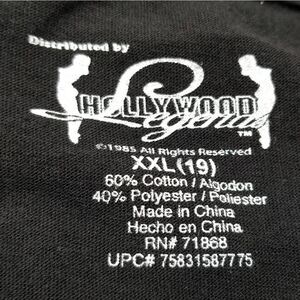 Distributed by
HOLLYWOOD
Legends
TM
©1985 All Rights Reserved
XXL(19)
60% Cotton / Algodon
40% Polyester / Poliester
Made in China
Hecho en China
RN# 71868
UPC# 75831587775